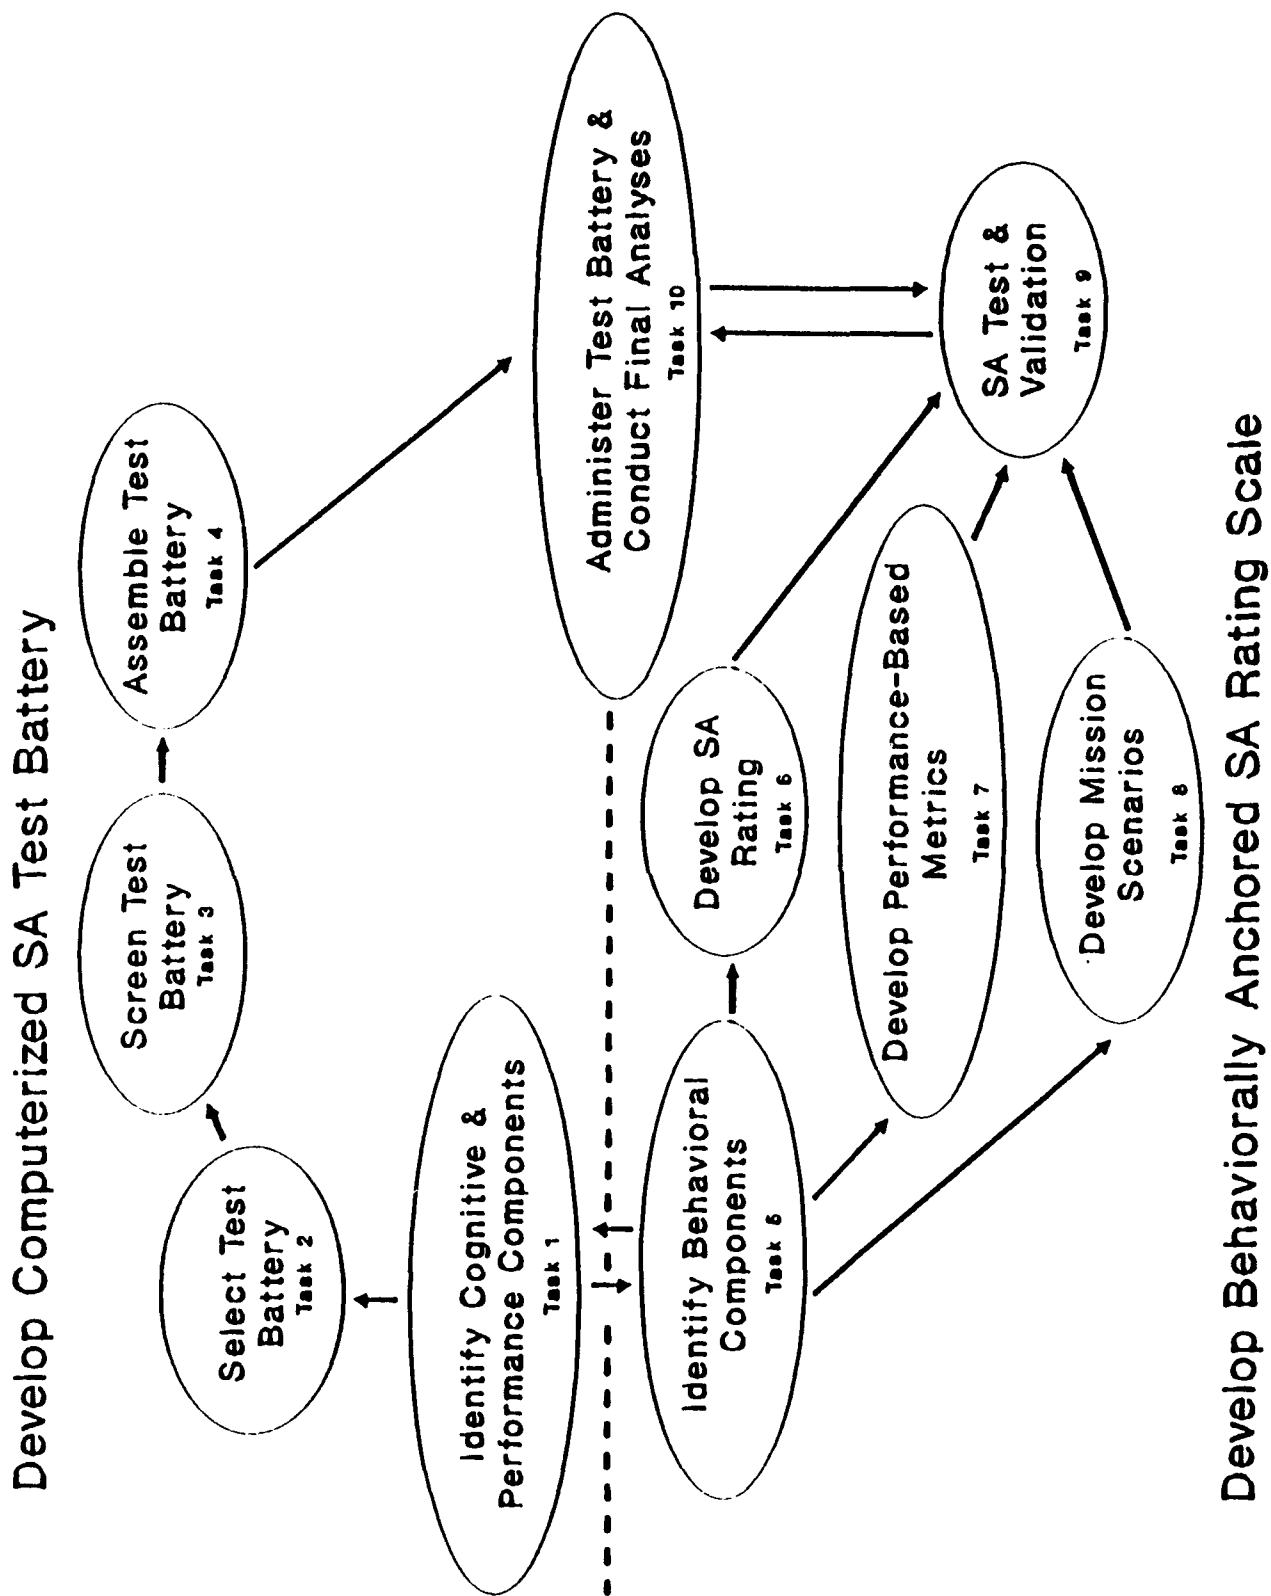 Develop Computerized SA Test Battery
Select Test
Battery
Task 2
Screen Test
Battery
Task 3
Assemble Test
Battery
Task 4
Identify Cognitive &
Performance Components
Task 1
Administer Test Battery &
Conduct Final Analyses
Task 10
Identify Behavioral
Components
Task 5
Develop SA
Rating
Task 6
Develop Performance-Based
Metrics
Task 7
Develop Mission
Scenarios
Task 8
SA Test &
Validation
Task 9
Develop Behaviorally Anchored SA Rating Scale